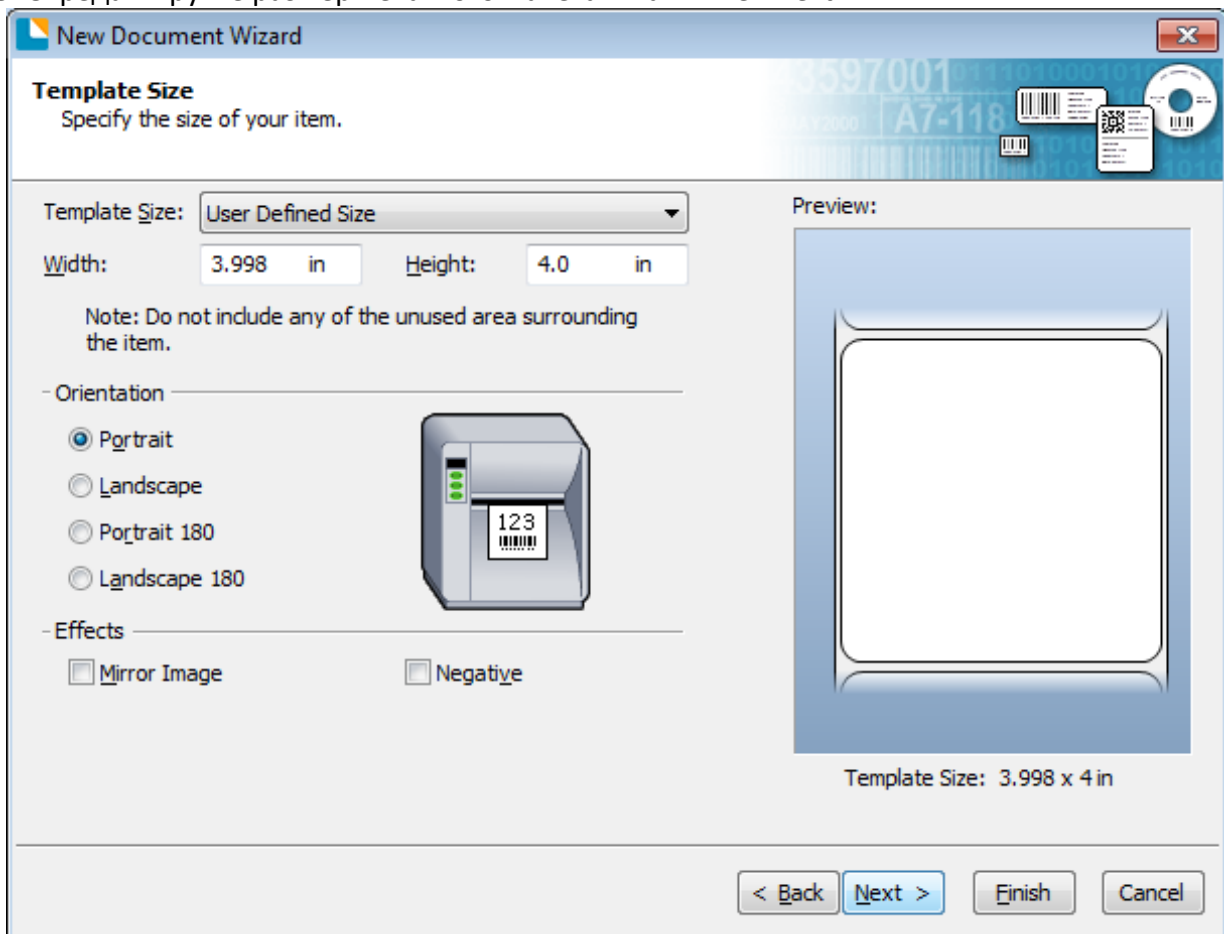 New Document Wizard
Template Size
Specify the size of your item.
3597001
A7-118
Template Size: User Defined Size
Preview:
Width: 3.998 in Height: 4.0 in
Note: Do not include any of the unused area surrounding
the item.
Orientation
Portrait
Landscape
Portrait 180
Landscape 180
123
Effects
Mirror Image Negative
Template Size: 3.998 x 4 in
< Back Next > Finish Cancel